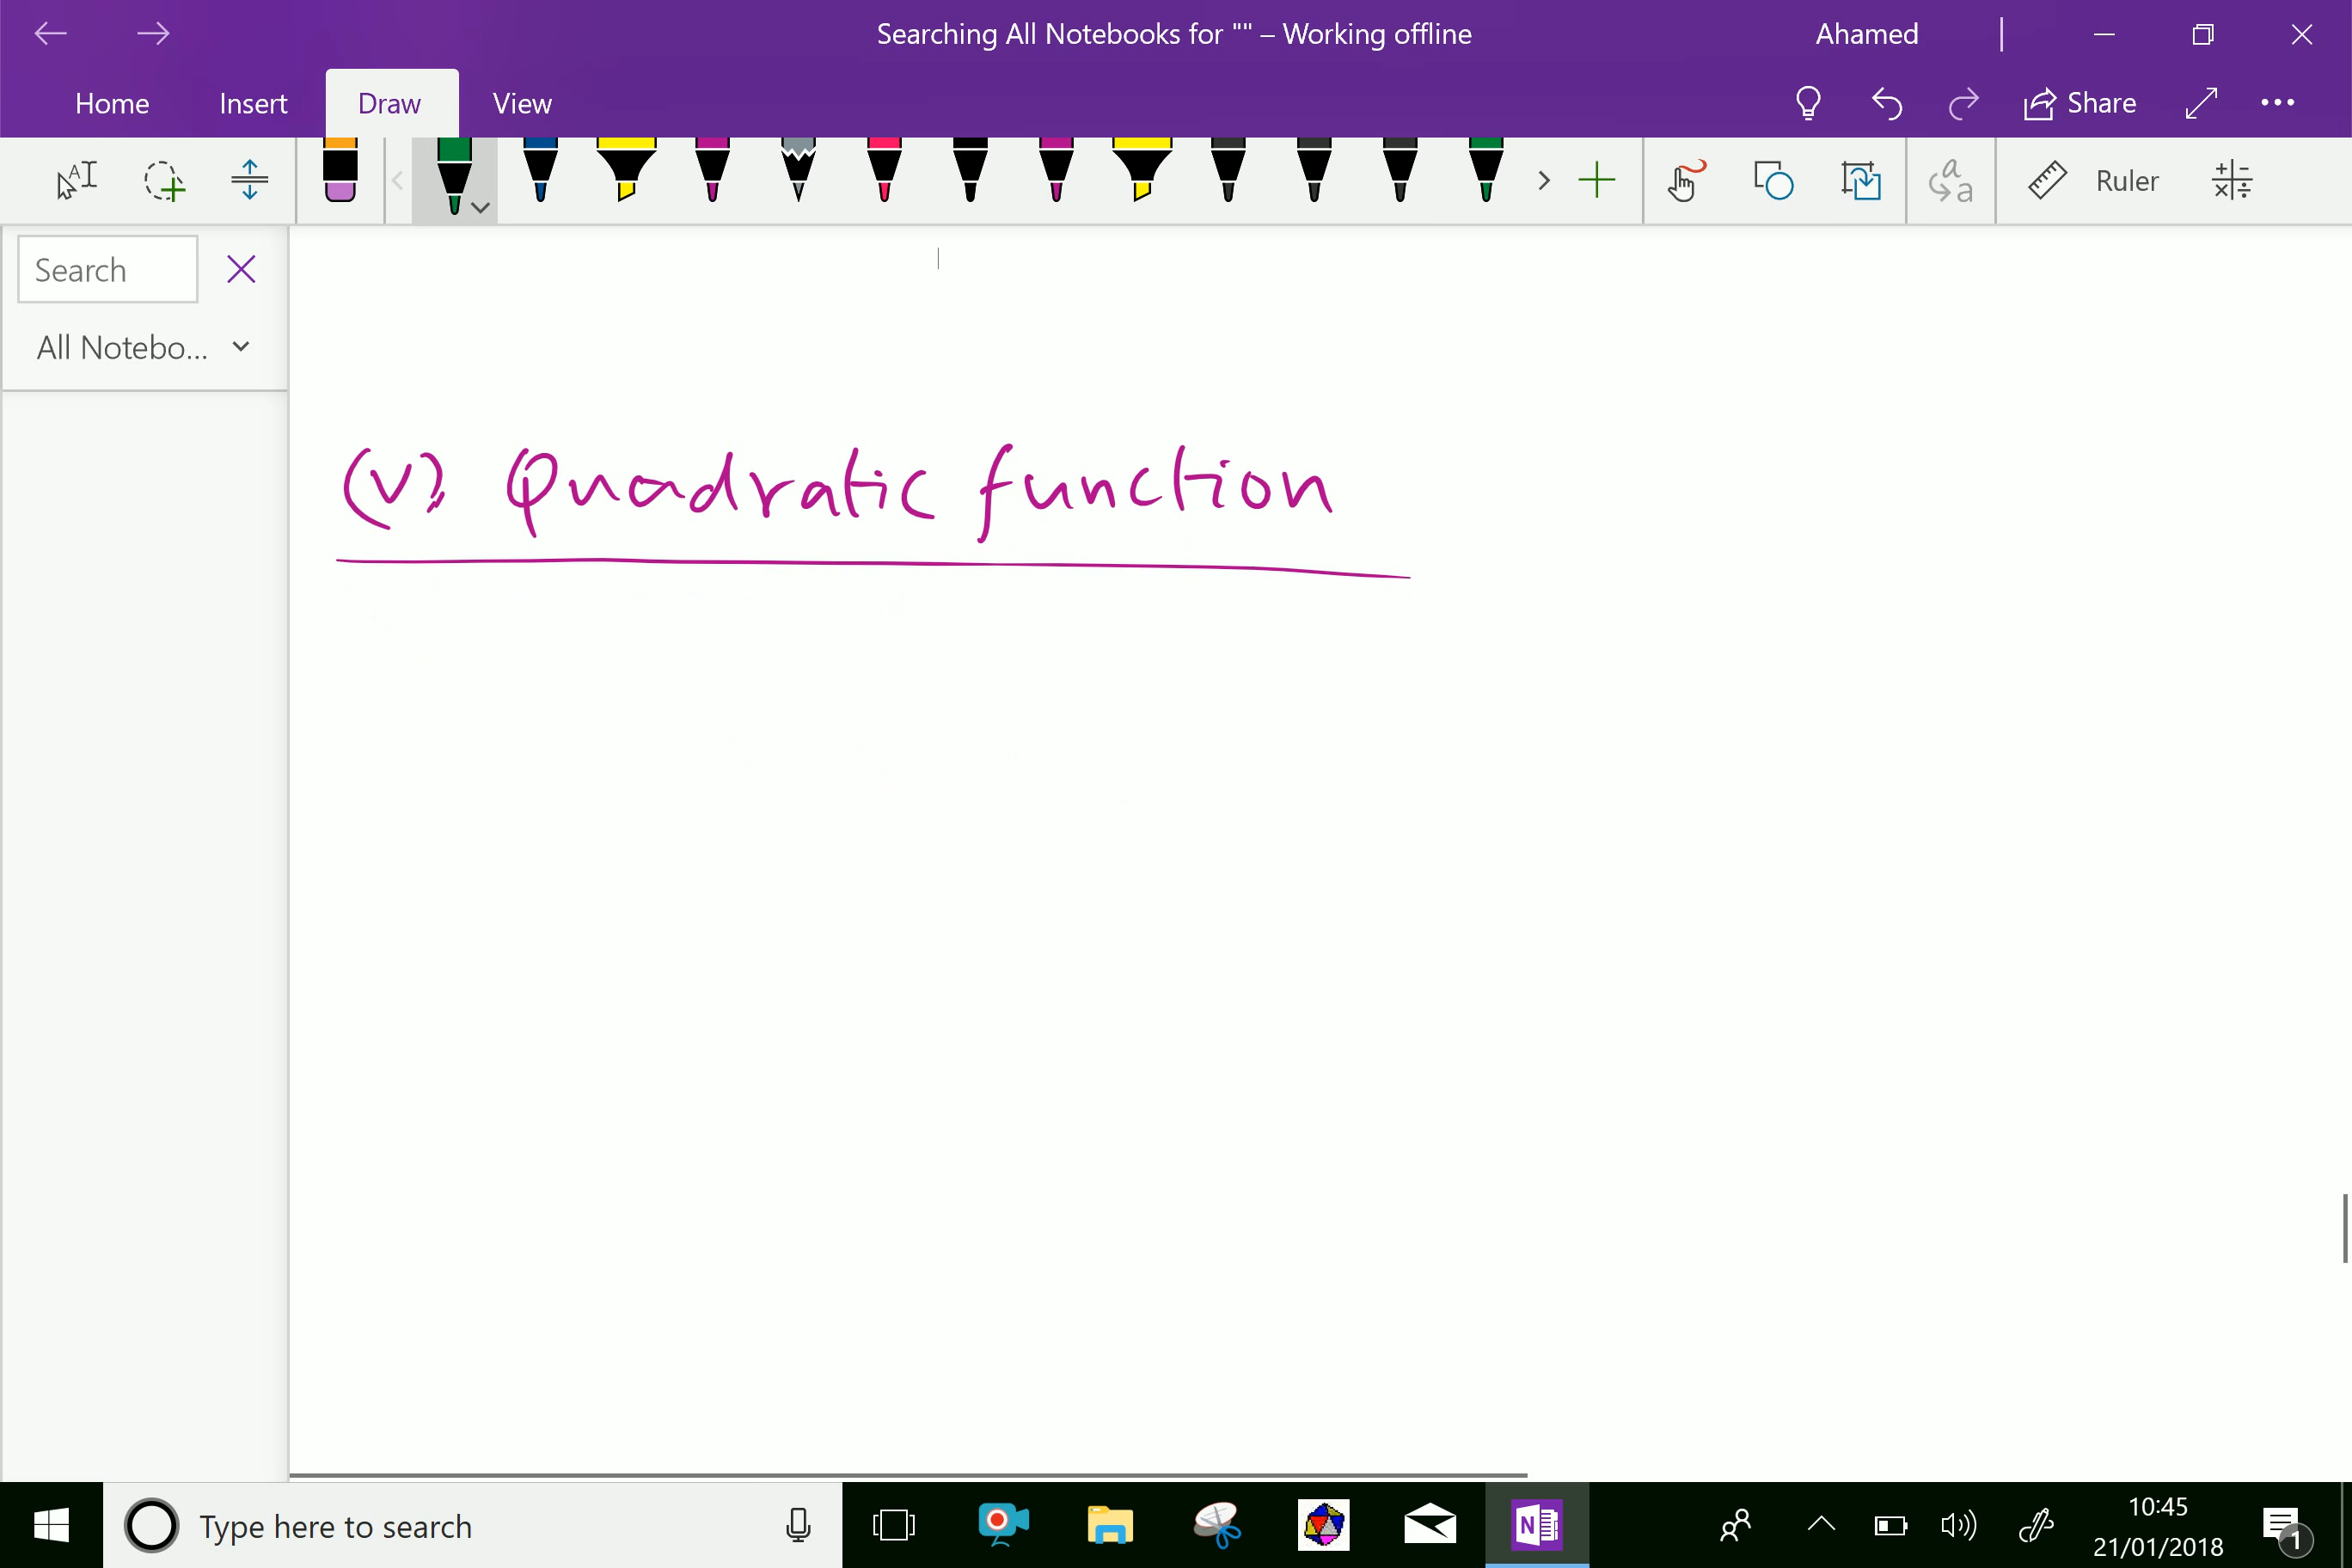 Searching All Notebooks for "" – Working offline
Ahamed
Home Insert Draw View
Share
Ruler
Search
All Notebo...
(v). Quadratic function
Type here to search
N
10:45
21/01/2018
1